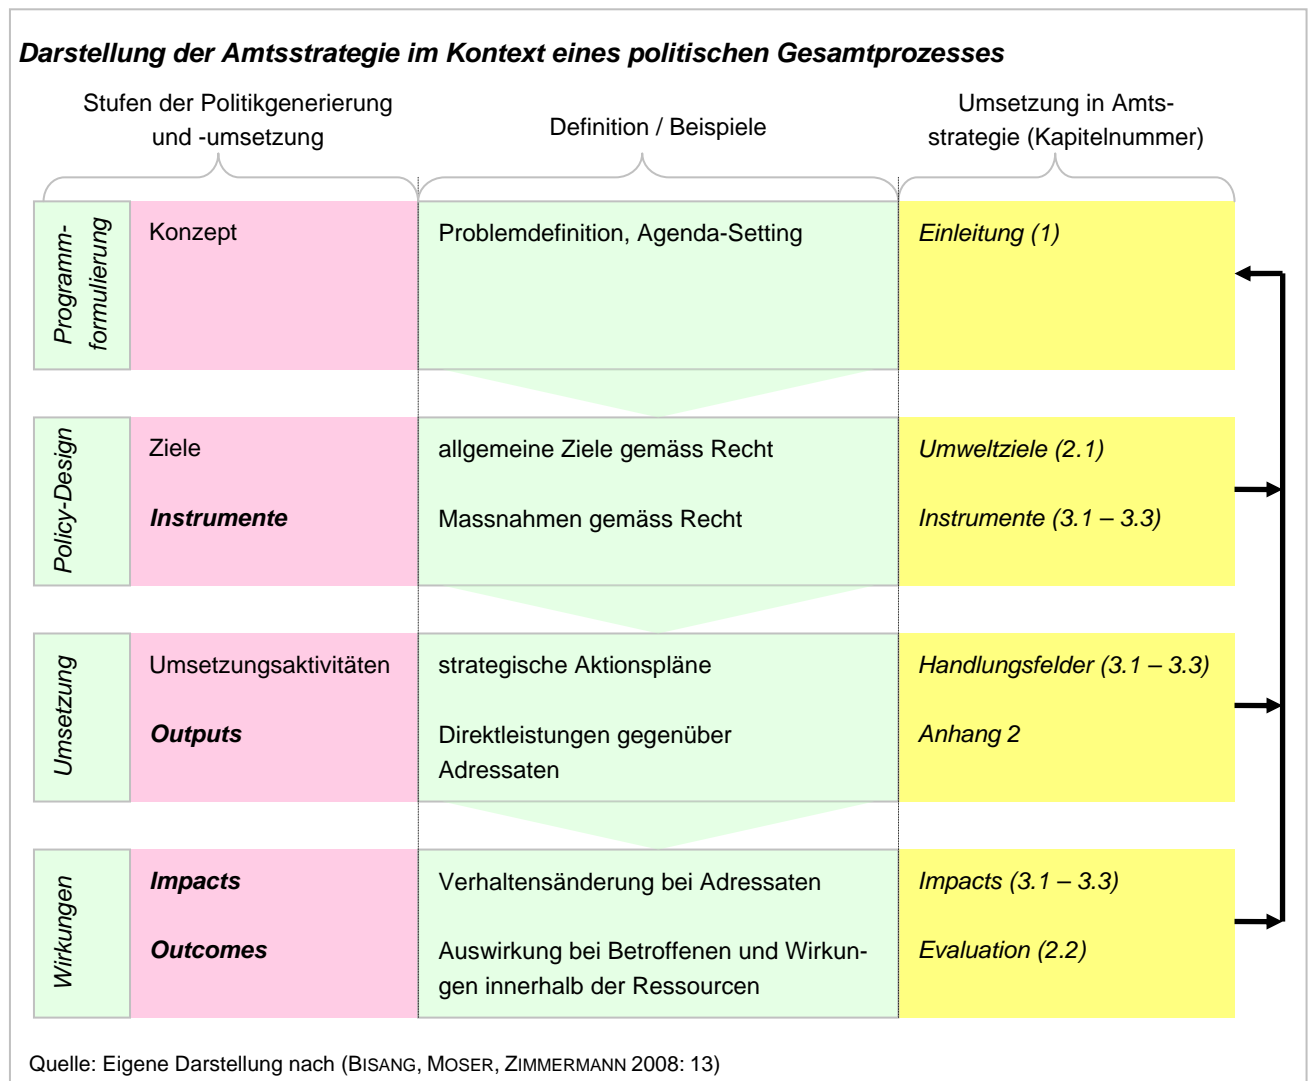 Darstellung der Amtsstrategie im Kontext eines politischen Gesamtprozesses
Stufen der Politikgenerierung
und -umsetzung
Definition / Beispiele
Umsetzung in Amts-
strategie (Kapitelnummer)
Programm-
formulierung
Konzept
Problemdefinition, Agenda-Setting
Einleitung (1)
Policy-Design
Ziele
allgemeine Ziele gemäss Recht
Umweltziele (2.1)
Instrumente
Massnahmen gemäss Recht
Instrumente (3.1 – 3.3)
Umsetzung
Umsetzungsaktivitäten
strategische Aktionspläne
Handlungsfelder (3.1 – 3.3)
Outputs
Direktleistungen gegenüber
Adressaten
Anhang 2
Wirkungen
Impacts
Verhaltensänderung bei Adressaten
Impacts (3.1 – 3.3)
Outcomes
Auswirkung bei Betroffenen und Wirkun-
gen innerhalb der Ressourcen
Evaluation (2.2)
Quelle: Eigene Darstellung nach (BISANG, MOSER, ZIMMERMANN 2008: 13)